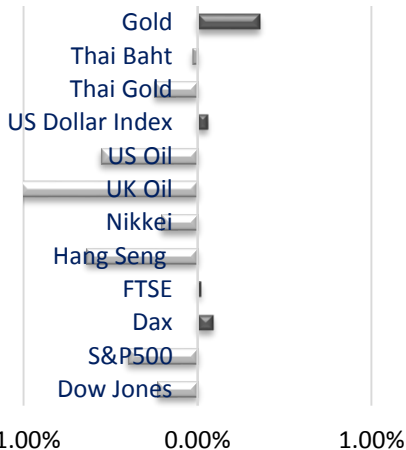 Gold
Thai Baht
Thai Gold
US Dollar Index
US Oil
UK Oil
Nikkei
Hang Seng
FTSE
Dax
S&P500
Dow Jones
1.00% 0.00% 1.00%